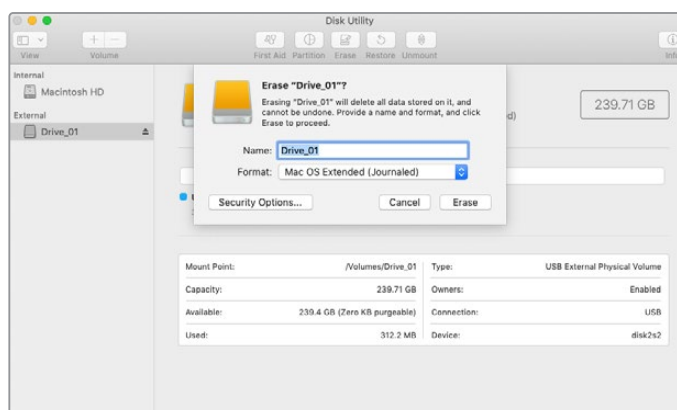 Disk Utility
View
Volume
First Aid Partition Erase Restore Unmount
Internal
Macintosh HD
External
Drive_01
Erase "Drive_01"?
Erasing "Drive_01" will delete all data stored on it, and
cannot be undone. Provide a name and format, and click
Erase to proceed.
Name: Drive_01
Format: Mac OS Extended (Journaled)
Security Options... Cancel Erase
239.71 GB
Mount Point: /Volumes/Drive_01 Type: USB External Physical Volume
Capacity: 239.71 GB Owners: Enabled
Available: 239.4 GB (Zero KB purgeable) Connection: USB
Used: 312.2 MB Device: disk2s2